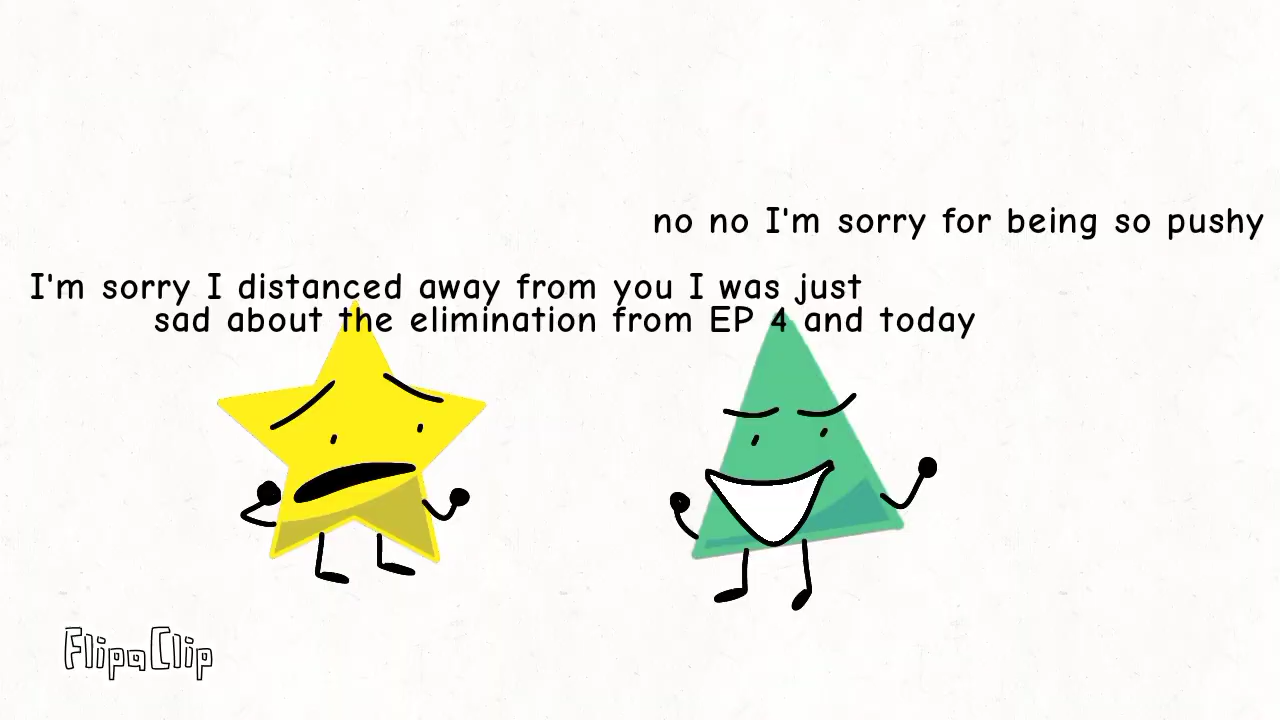 no no I'm sorry for being so pushy
I'm sorry I distanced away from you I was just
sad about the elimination from EP 4 and today
FlipaClip